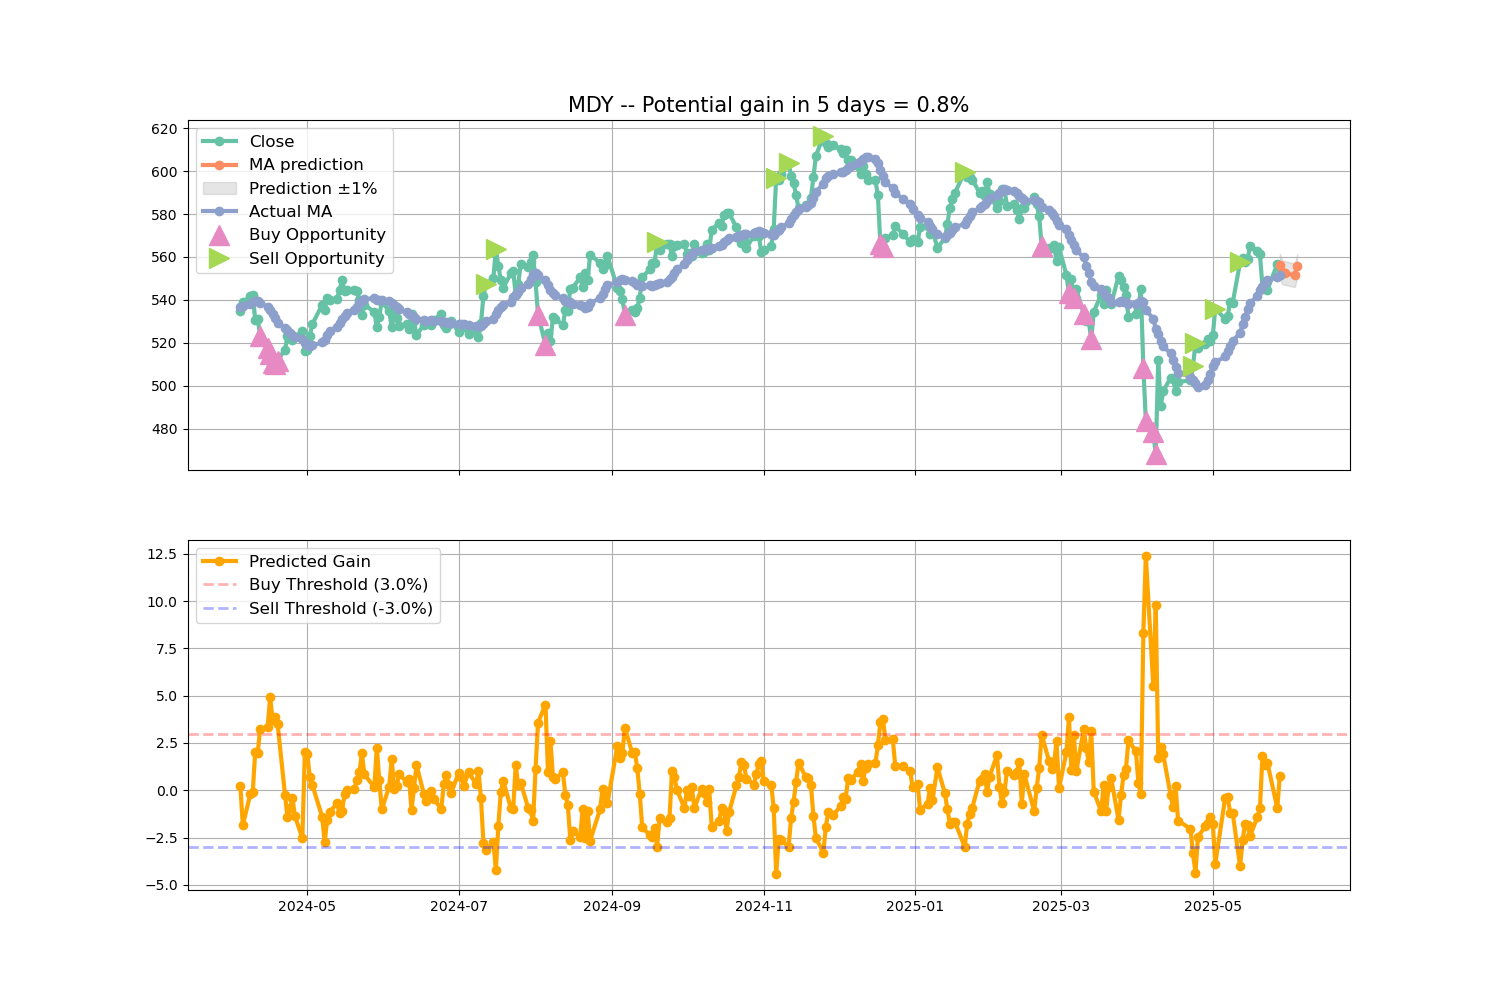 MDY -- Potential gain in 5 days = 0.8%
620
600
580
560
540
520
500
480
Close
MA prediction
Prediction ±1%
Actual MA
Buy Opportunity
Sell Opportunity
12.5
10.0
7.5
5.0
2.5
0.0
−2.5
−5.0
Predicted Gain
Buy Threshold (3.0%)
Sell Threshold (-3.0%)
2024-05
2024-07
2024-09
2024-11
2025-01
2025-03
2025-05